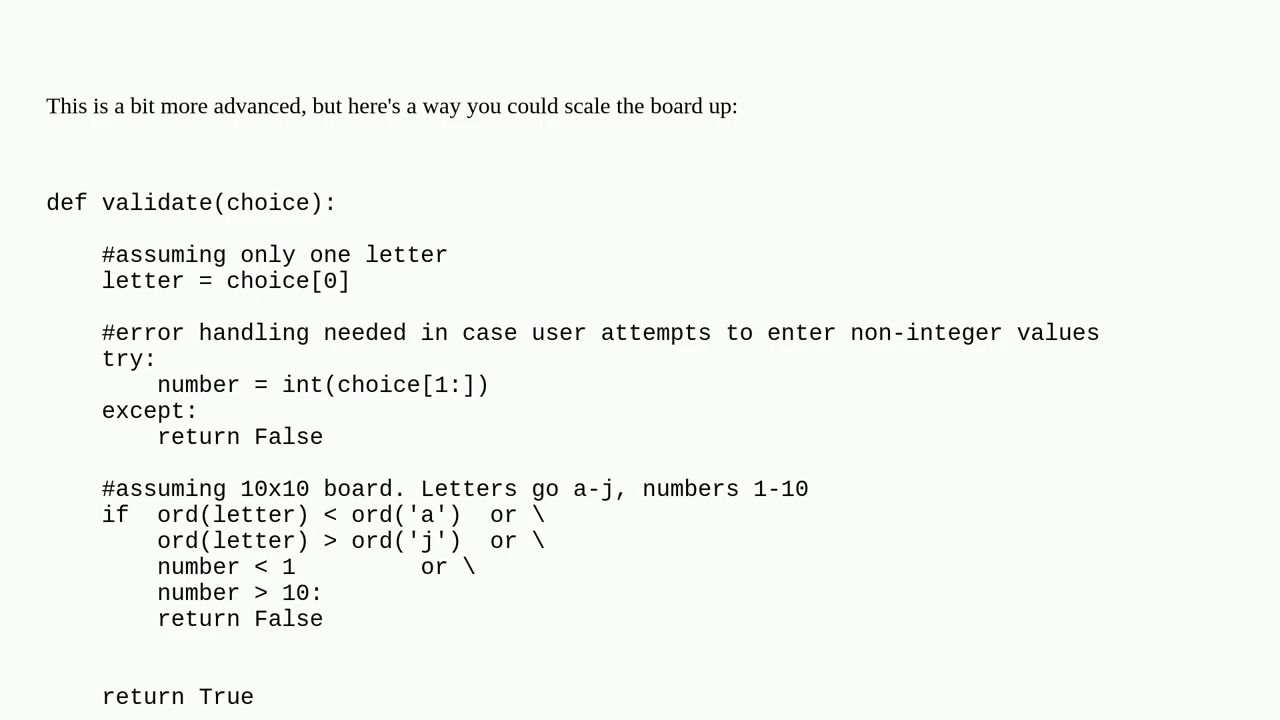 This is a bit more advanced, but here's a way you could scale the board up:
def validate(choice):
    #assuming only one letter
    letter = choice[0]
    #error handling needed in case user attempts to enter non-integer values
    try:
        number = int(choice[1:])
    except:
        return False
    #assuming 10x10 board. Letters go a-j, numbers 1-10
    if  ord(letter) < ord('a')  or \
        ord(letter) > ord('j')  or \
        number < 1         or \
        number > 10:
        return False
    return True